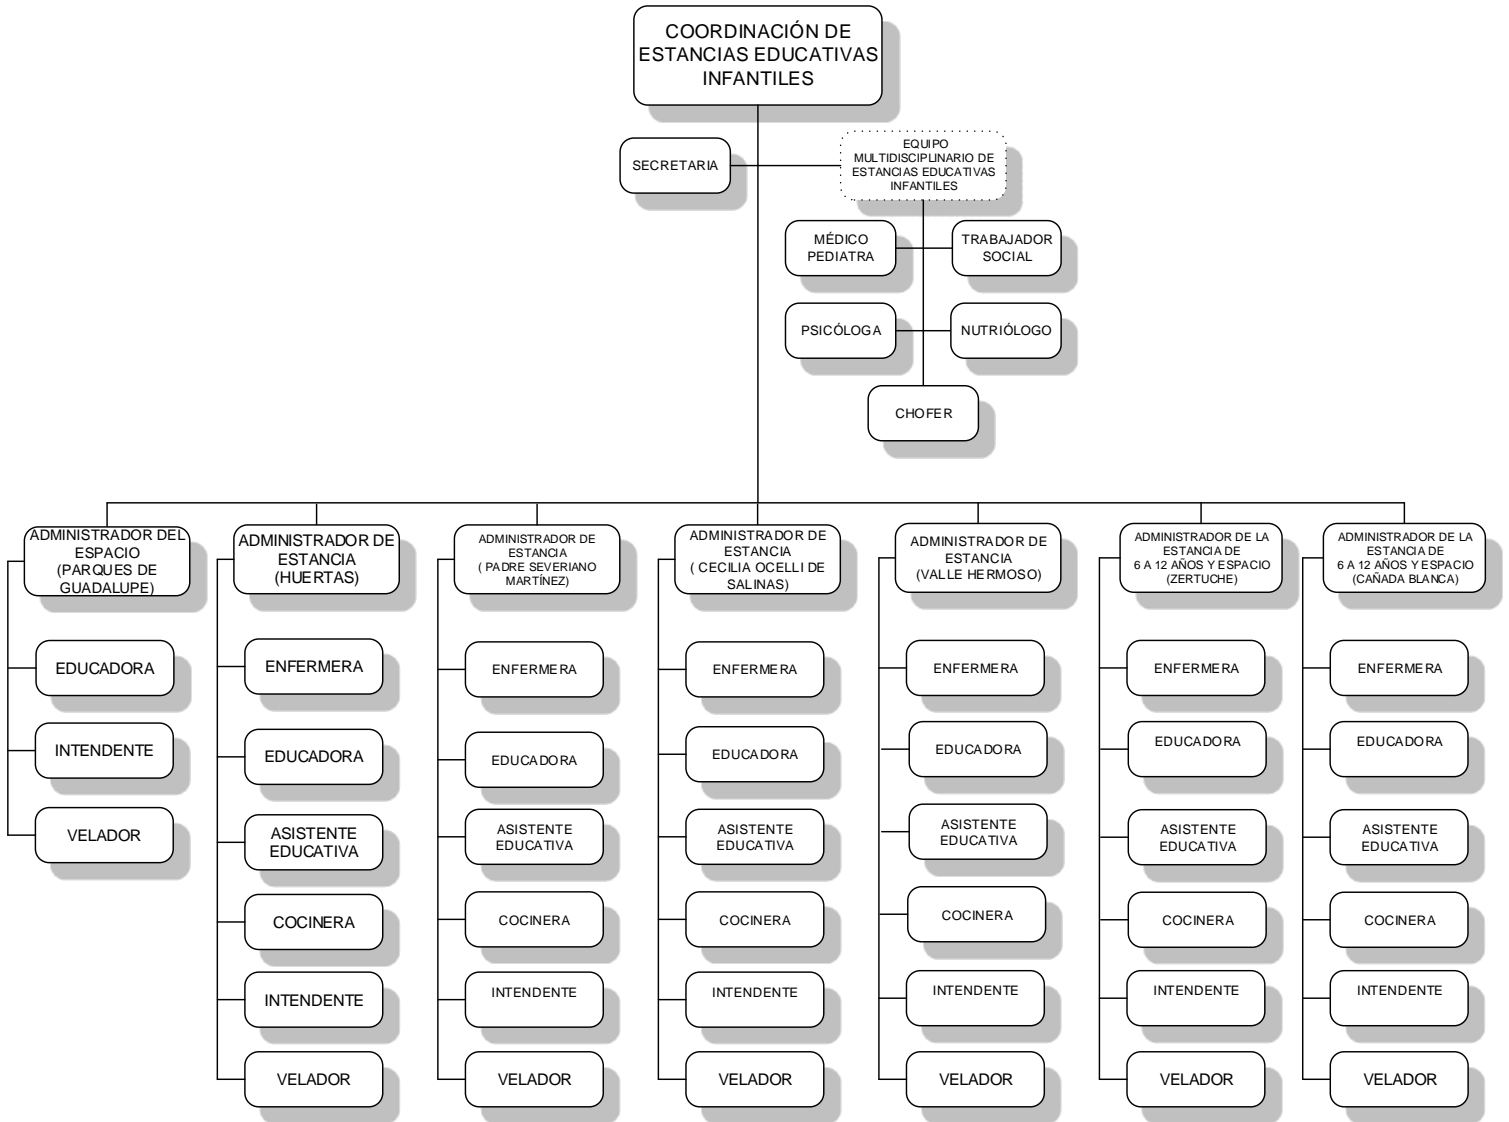 COORDINACIÓN DE
ESTANCIAS EDUCATIVAS
INFANTILES
SECRETARIA
EQUIPO
MULTIDISCIPLINARIO DE
ESTANCIAS EDUCATIVAS
INFANTILES
MÉDICO
PEDIATRA
TRABAJADOR
SOCIAL
PSICÓLOGA
NUTRIÓLOGO
CHOFER
ADMINISTRADOR DEL
ESPACIO
(PARQUES DE
GUADALUPE)
EDUCADORA
INTENDENTE
VELADOR
ADMINISTRADOR DE
ESTANCIA
(HUERTAS)
ENFERMERA
EDUCADORA
ASISTENTE
EDUCATIVA
COCINERA
INTENDENTE
VELADOR
ADMINISTRADOR DE
ESTANCIA
( PADRE SEVERIANO
MARTÍNEZ)
ENFERMERA
EDUCADORA
ASISTENTE
EDUCATIVA
COCINERA
INTENDENTE
VELADOR
ADMINISTRADOR DE
ESTANCIA
( CECILIA OCELLI DE
SALINAS)
ENFERMERA
EDUCADORA
ASISTENTE
EDUCATIVA
COCINERA
INTENDENTE
VELADOR
ADMINISTRADOR DE
ESTANCIA
(VALLE HERMOSO)
ENFERMERA
EDUCADORA
ASISTENTE
EDUCATIVA
COCINERA
INTENDENTE
VELADOR
ADMINISTRADOR DE LA
ESTANCIA DE
6 A 12 AÑOS Y ESPACIO
(ZERTUCHE)
ENFERMERA
EDUCADORA
ASISTENTE
EDUCATIVA
COCINERA
INTENDENTE
VELADOR
ADMINISTRADOR DE LA
ESTANCIA DE
6 A 12 AÑOS Y ESPACIO
(CAÑADA BLANCA)
ENFERMERA
EDUCADORA
ASISTENTE
EDUCATIVA
COCINERA
INTENDENTE
VELADOR